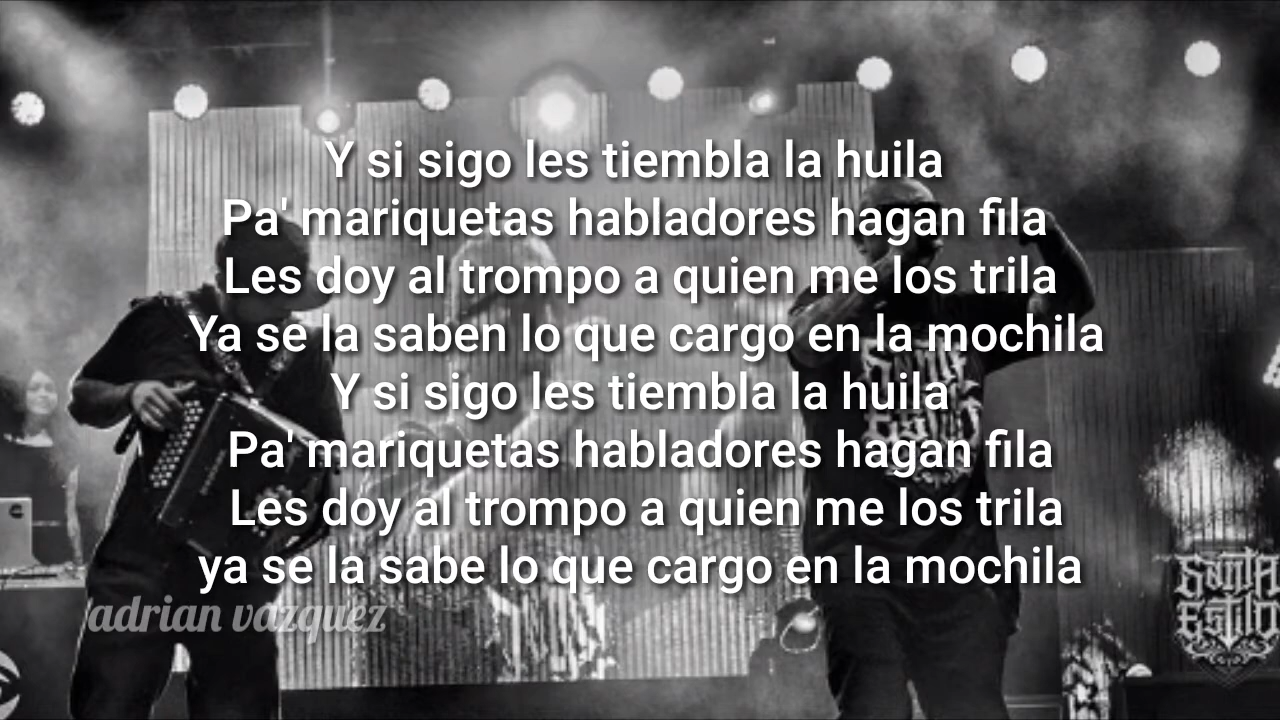 Y si sigo les tiembla la huila
Pa' mariquetas habladores hagan fila
Les doy al trompo a quien me los trila
Ya se la saben lo que cargo en la mochila
Y si sigo les tiembla la huila
Pa' mariquetas habladores hagan fila
Les doy al trompo a quien me los trila
ya se la sabe lo que cargo en la mochila
adrian vazquez
SANTA
ESTILO